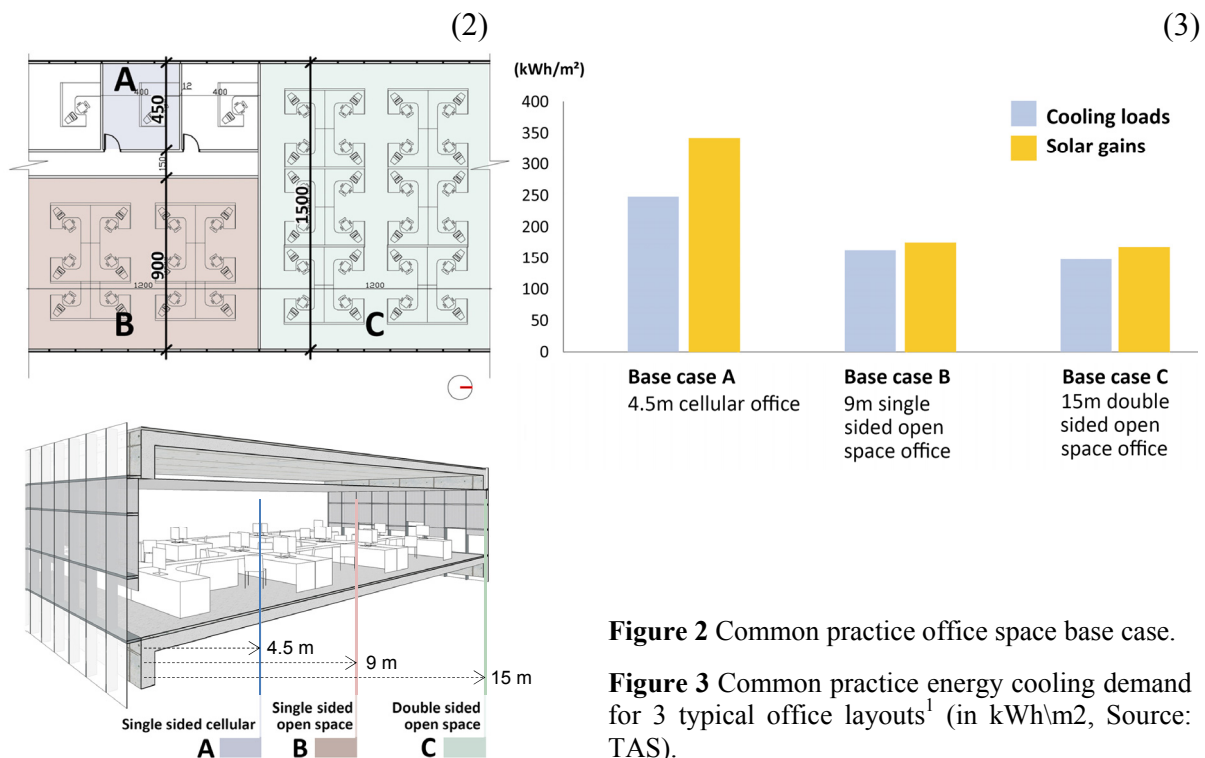 (2)
A
400
12
400
450
150
1500
900
1200
1200
B
C
4.5 m
9 m
15 m
Single sided cellular
A
Single sided
open space
B
Double sided
open space
C
(3)
(kWh/m²)
400
350
300
250
200
150
100
50
0
Cooling loads
Solar gains
Base case A
4.5m cellular office
Base case B
9m single
sided open
space office
Base case C
15m double
sided open
space office
Figure 2 Common practice office space base case.
Figure 3 Common practice energy cooling demand
for 3 typical office layouts¹ (in kWh\m2, Source:
TAS).